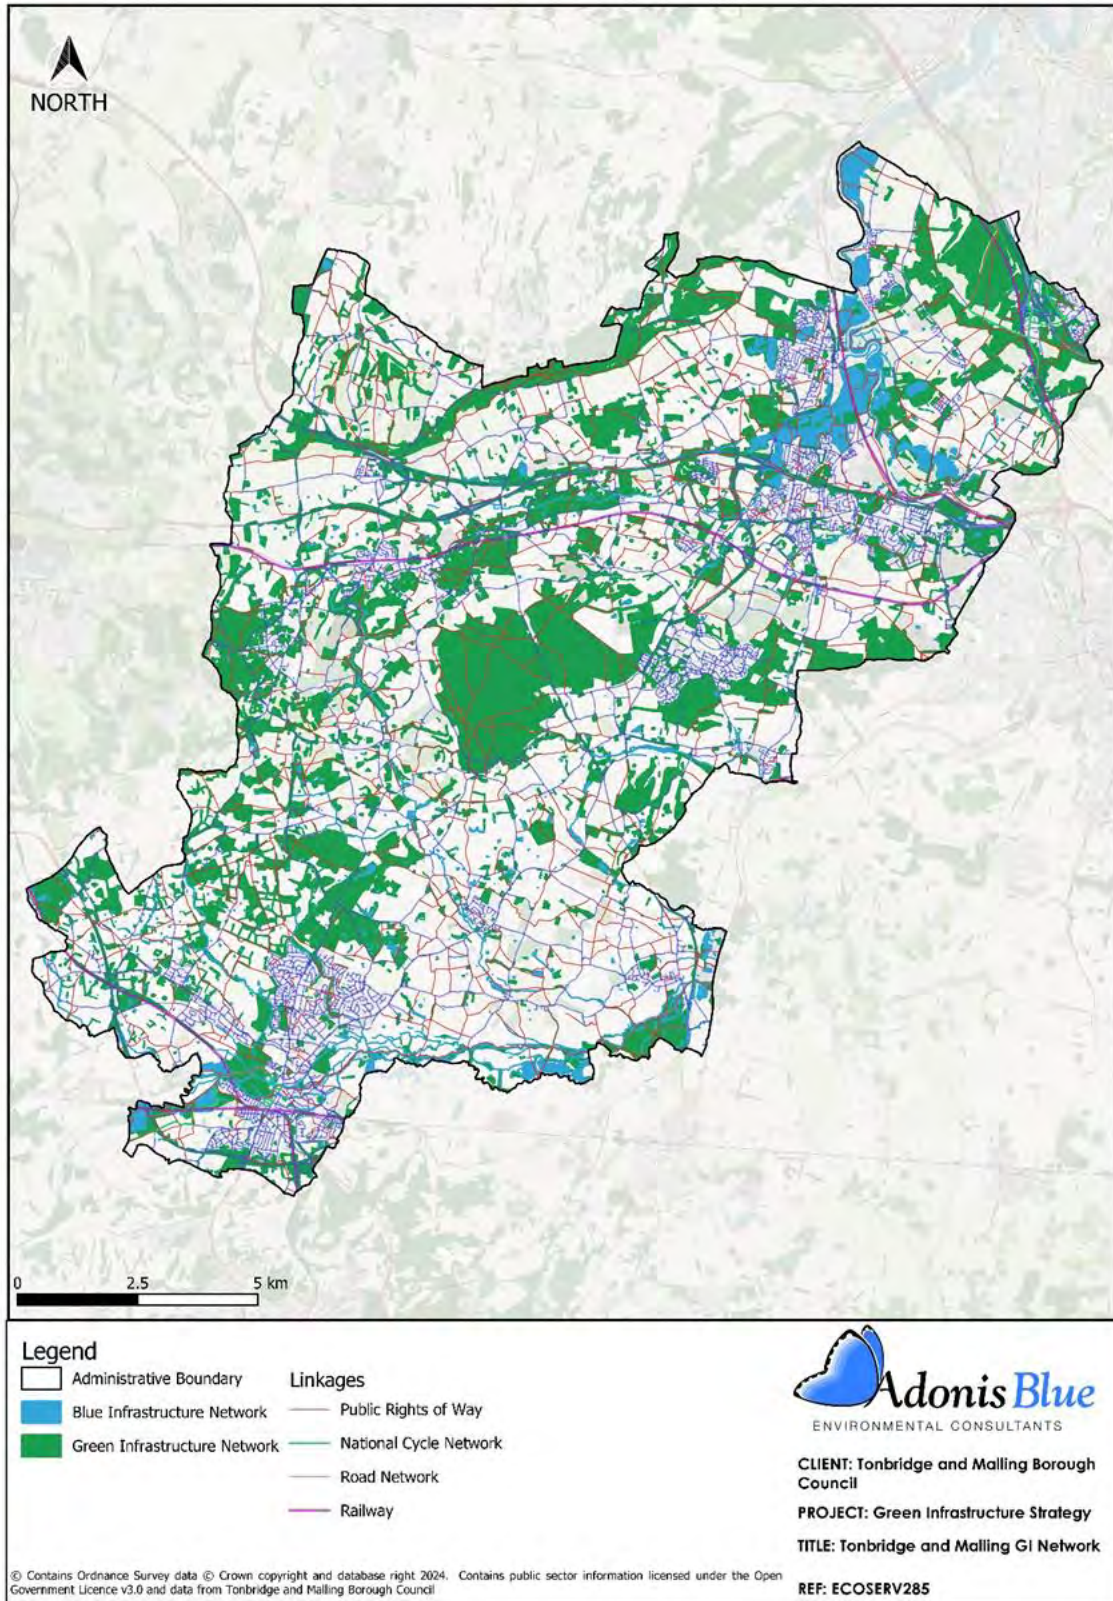 NORTH
0 2.5 5 km
Legend
Administrative Boundary
Blue Infrastructure Network
Green Infrastructure Network
Linkages
Public Rights of Way
National Cycle Network
Road Network
Railway
Adonis Blue
ENVIRONMENTAL CONSULTANTS
CLIENT: Tonbridge and Malling Borough
Council
PROJECT: Green Infrastructure Strategy
TITLE: Tonbridge and Malling GI Network
REF: ECOSERV285
© Contains Ordnance Survey data © Crown copyright and database right 2024. Contains public sector information licensed under the Open
Government Licence v3.0 and data from Tonbridge and Malling Borough Council